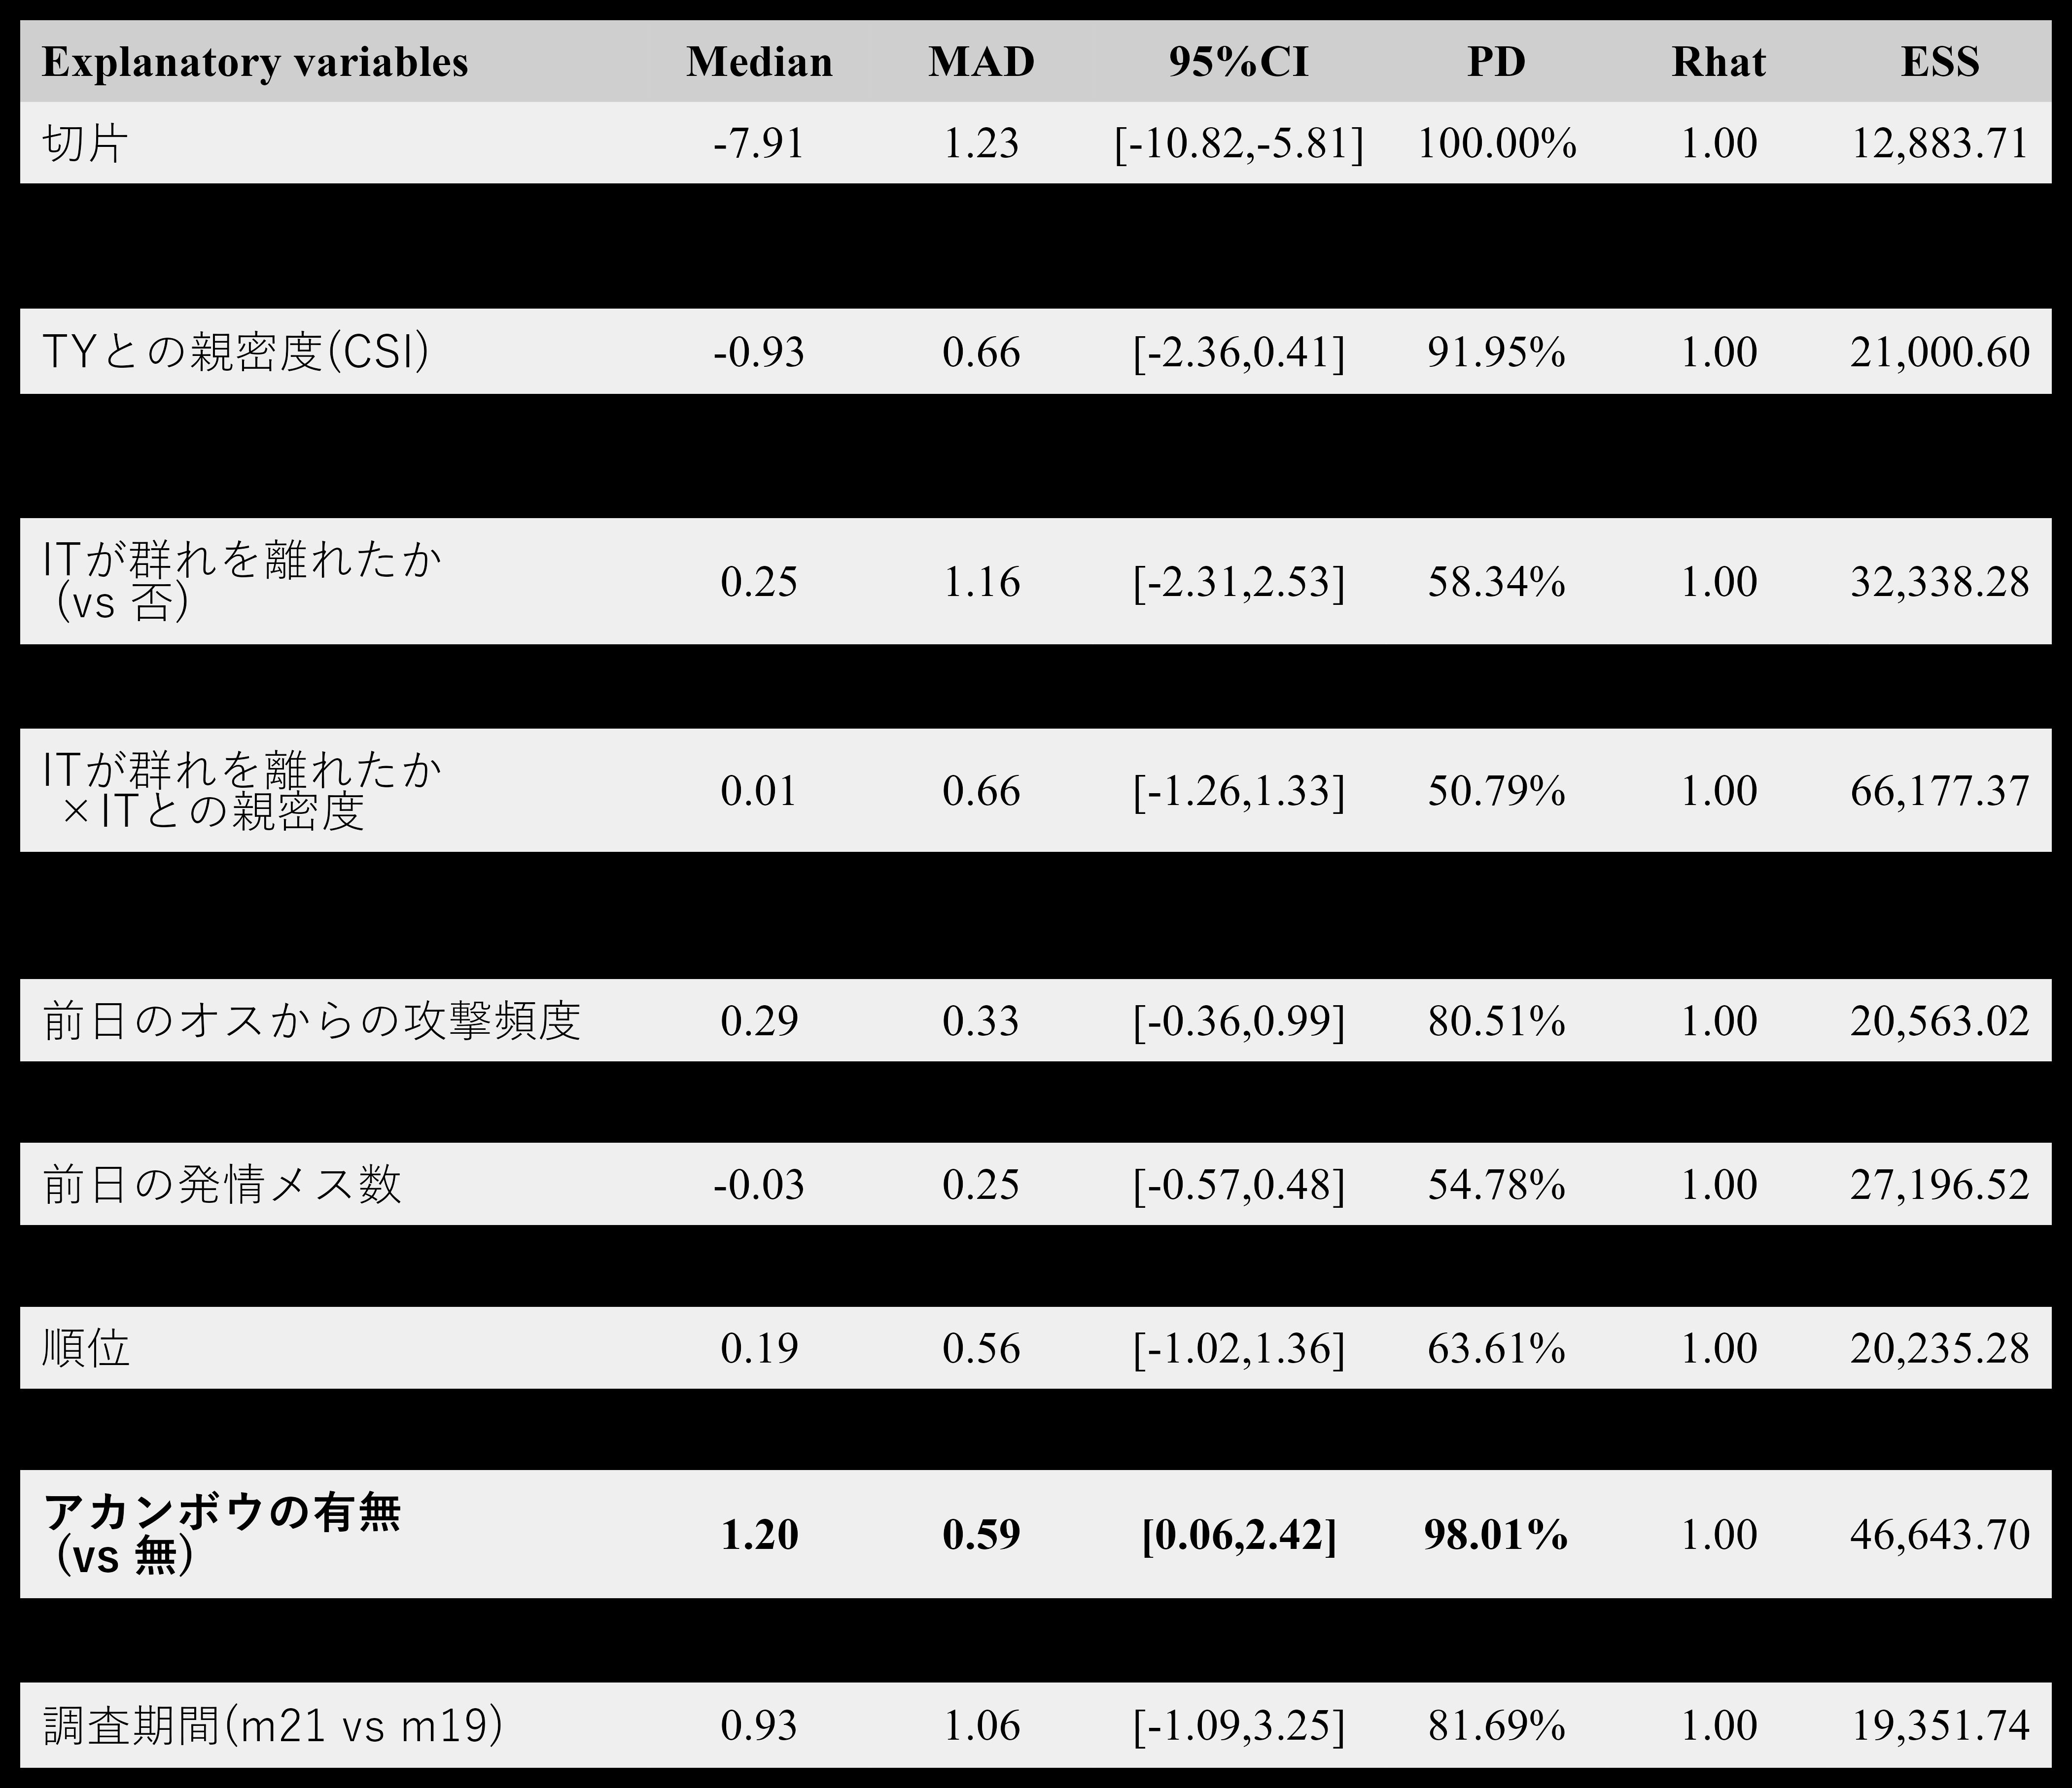 Explanatory variables Median MAD 95%CI PD Rhat ESS
切片 -7.91 1.23 [-10.82,-5.81] 100.00% 1.00 12,883.71
TYとの親密度(CSI) -0.93 0.66 [-2.36,0.41] 91.95% 1.00 21,000.60
ITが群れを離れたか
(vs 否) 0.25 1.16 [-2.31,2.53] 58.34% 1.00 32,338.28
ITが群れを離れたか
×ITとの親密度 0.01 0.66 [-1.26,1.33] 50.79% 1.00 66,177.37
前日のオスからの攻撃頻度 0.29 0.33 [-0.36,0.99] 80.51% 1.00 20,563.02
前日の発情メス数 -0.03 0.25 [-0.57,0.48] 54.78% 1.00 27,196.52
順位 0.19 0.56 [-1.02,1.36] 63.61% 1.00 20,235.28
アカンボウの有無
(vs 無) 1.20 0.59 [0.06,2.42] 98.01% 1.00 46,643.70
調査期間(m21 vs m19) 0.93 1.06 [-1.09,3.25] 81.69% 1.00 19,351.74